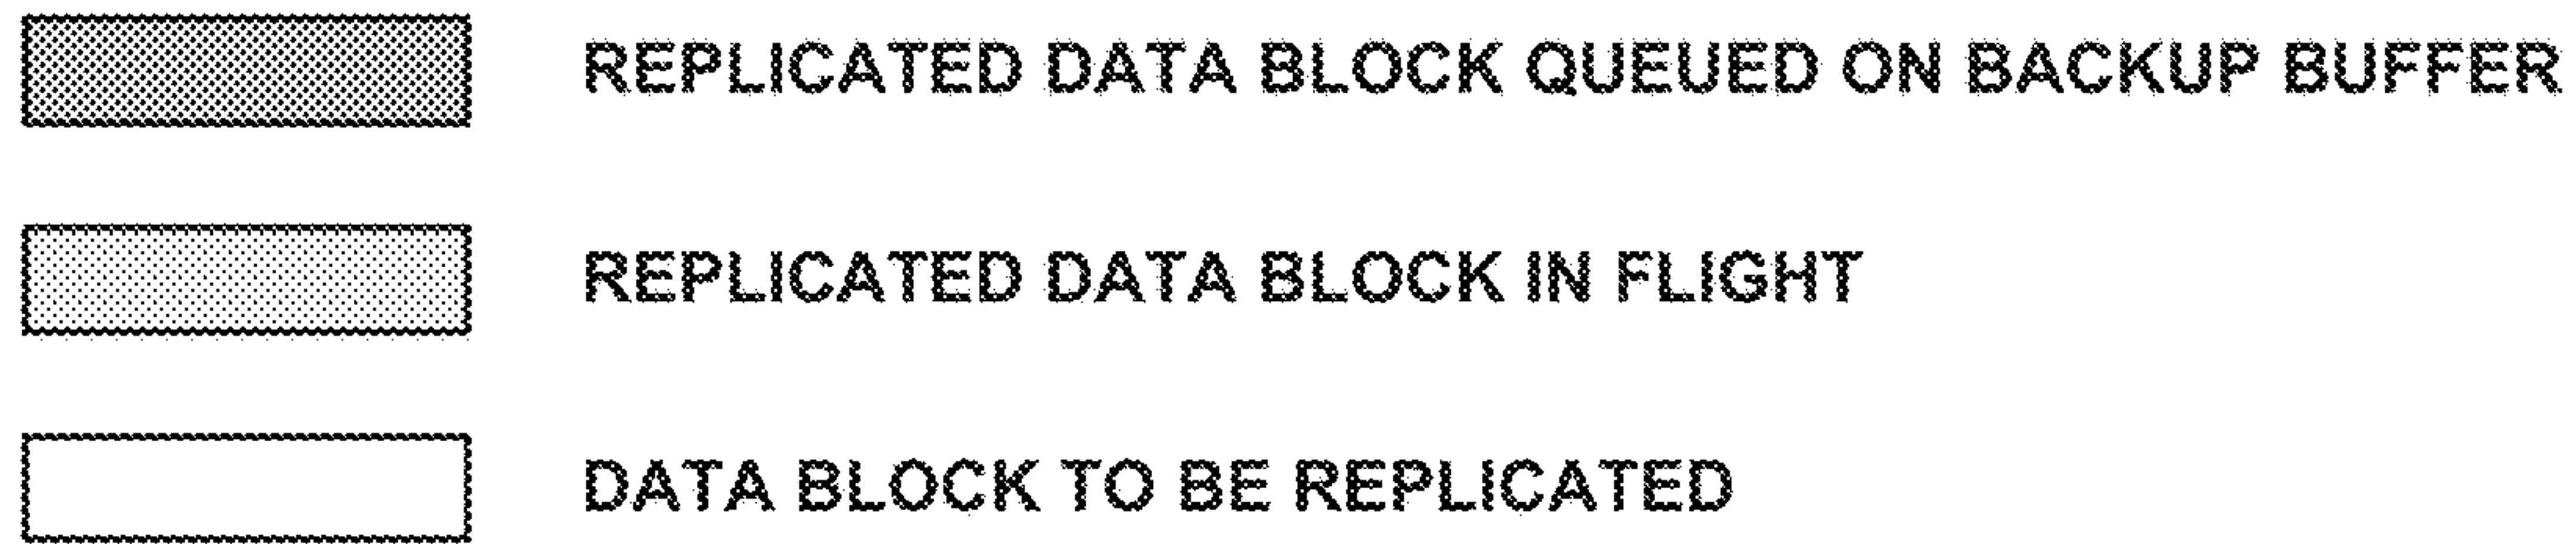 REPLICATED DATA BLOCK QUEUED ON BACKUP BUFFER
REPLICATED DATA BLOCK IN FLIGHT
DATA BLOCK TO BE REPLICATED